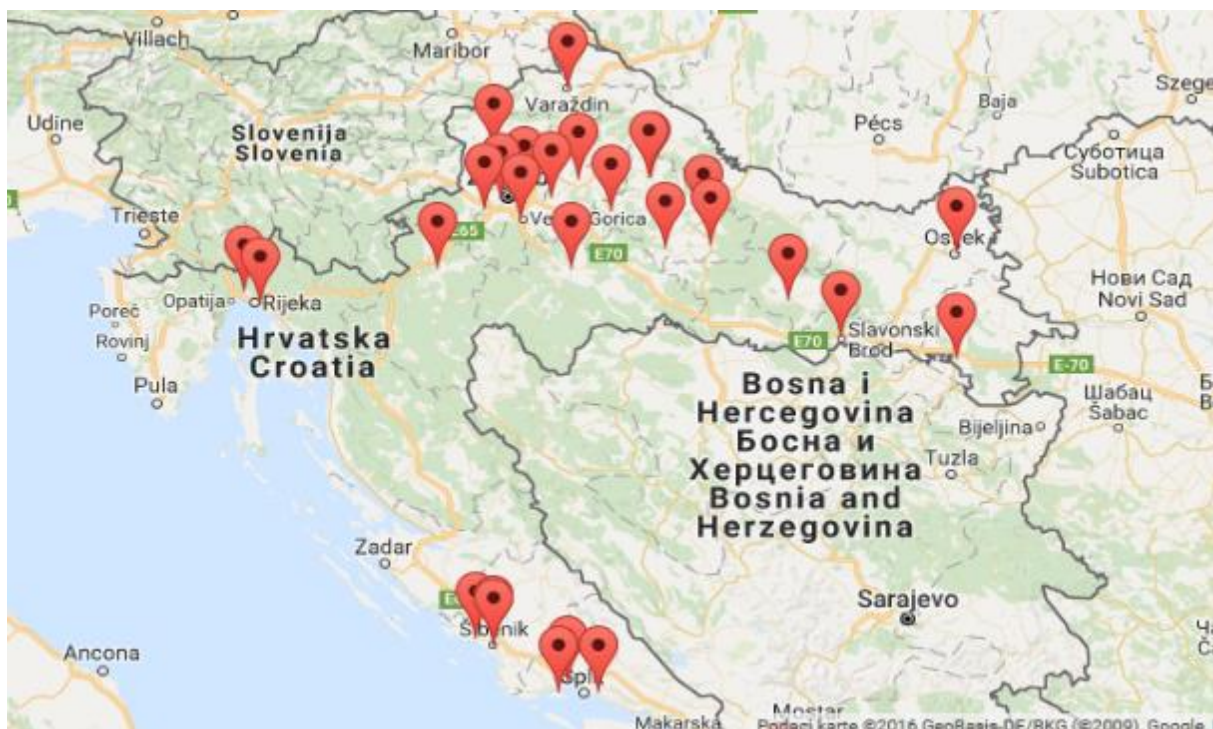 Villach
Maribor
Szege
Varaždin
Baja
Udine
Slovenija
Slovenia
Pécs
Суботица
Subotica
Trieste
Gorica
E65
E70
Нови Сад
Novi Sad
Opatija
Rijeka
Poreč
Rovinj
Hrvatska
Croatia
E70
Slavonski
Brod
E-70
Pula
Шабац
Šabac
Bosna i
Hercegovina
Босна и
Херцеговина
Bosnia and
Herzegovina
Bijeljina
Tuzla
Zadar
Sarajevo
Ancona
Makarska
Mostar
Podaci karte ©2016 GeoBasis-DE/BKG (©2009), Google